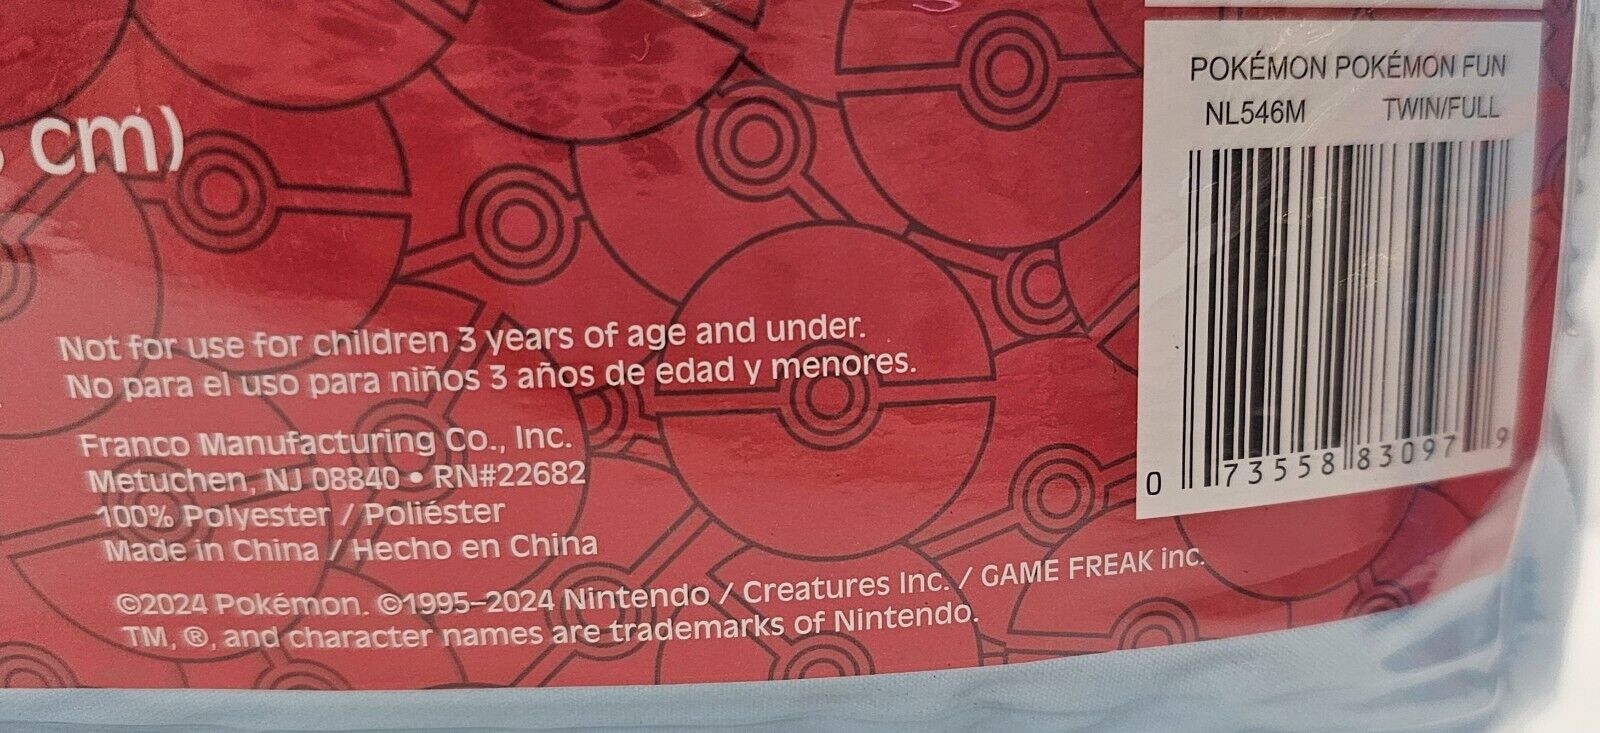 cm)
Not for use for children 3 years of age and under.
No para el uso para niños 3 años de edad y menores.
Franco Manufacturing Co., Inc.
Metuchen, NJ 08840 • RN#22682
100% Polyester / Poliéster
Made in China / Hecho en China
©2024 Pokémon. ©1995–2024 Nintendo / Creatures Inc. / GAME FREAK inc.
TM, ®, and character names are trademarks of Nintendo.
POKÉMON POKÉMON FUN
NL546M TWIN/FULL
0 73558 83097 9